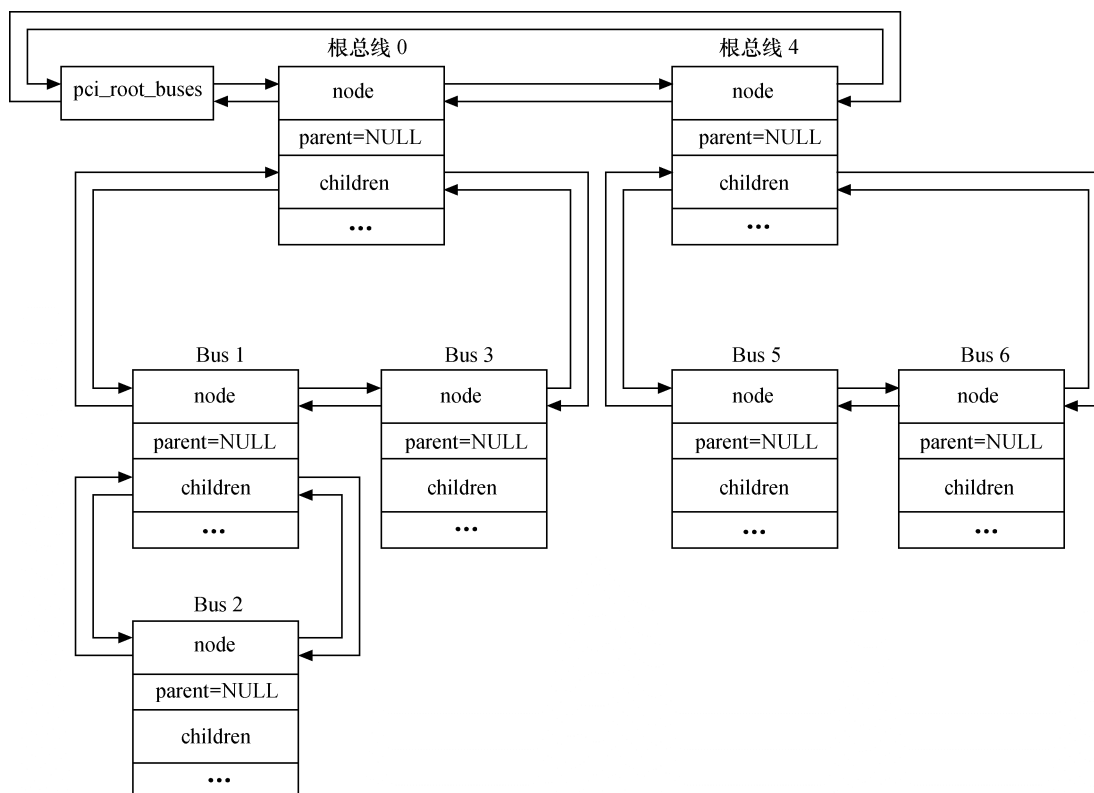 根总线 0
根总线 4
pci_root_buses
node
node
parent=NULL
parent=NULL
children
children
...
...
Bus 1
Bus 3
Bus 5
Bus 6
node
node
node
node
parent=NULL
parent=NULL
parent=NULL
parent=NULL
children
children
children
children
...
...
...
...
Bus 2
node
parent=NULL
children
...